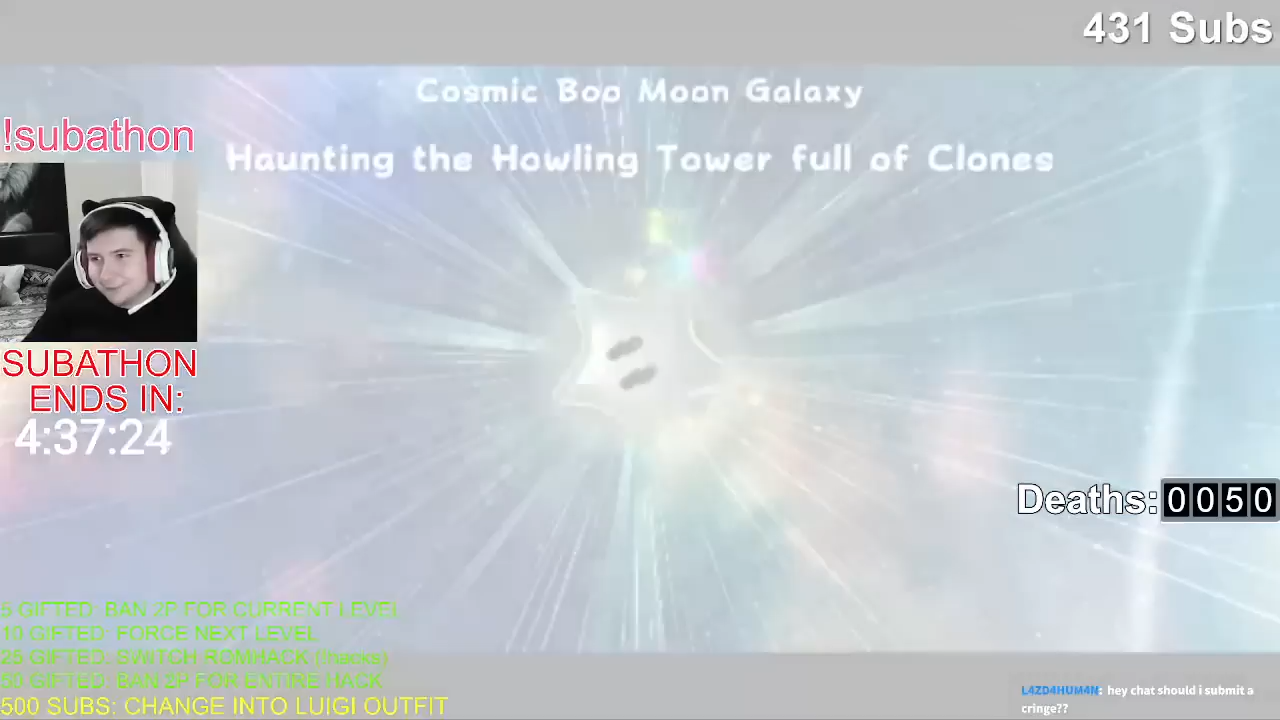 431 Subs
Cosmic Boo Moon Galaxy
!subathon
Haunting the Howling Tower full of Clones
SUBATHON
ENDS IN:
4:37:24
Deaths:0050
5 GIFTED: BAN 2P FOR CURRENT LEVEL
10 GIFTED: FORCE NEXT LEVEL
25 GIFTED: SWITCH ROMHACK (!hacks)
50 GIFTED: BAN 2P FOR ENTIRE HACK
500 SUBS: CHANGE INTO LUIGI OUTFIT
L4ZD4HUM4N: hey chat should i submit a
cringe??